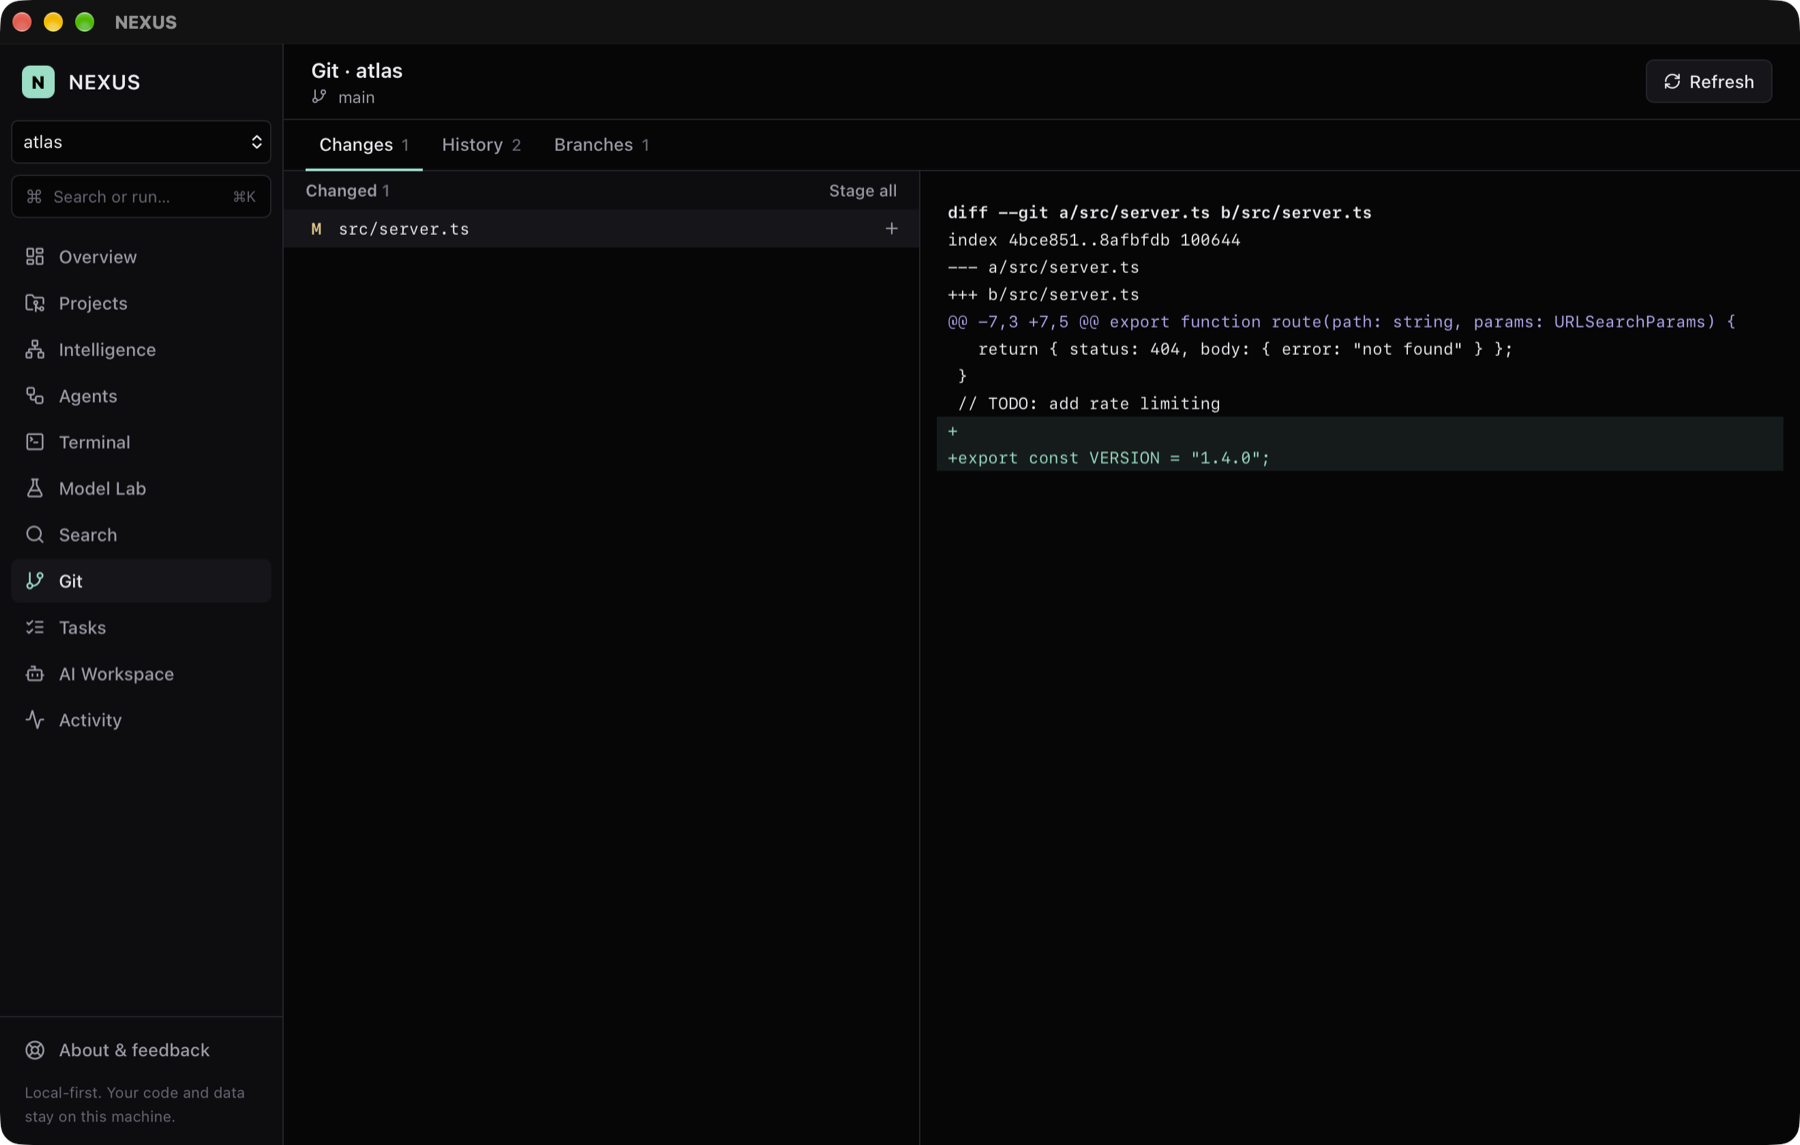 NEXUS
N NEXUS
atlas
⌘ Search or run... ⌘K
Overview
Projects
Intelligence
Agents
Terminal
Model Lab
Search
Git
Tasks
AI Workspace
Activity
About & feedback
Local-first. Your code and data
stay on this machine.
Git · atlas
main
Refresh
Changes 1 History 2 Branches 1
Changed 1 Stage all
M src/server.ts +
diff --git a/src/server.ts b/src/server.ts
index 4bce851..8afbfdb 100644
--- a/src/server.ts
+++ b/src/server.ts
@@ -7,3 +7,5 @@ export function route(path: string, params: URLSearchParams) {
   return { status: 404, body: { error: "not found" } };
 }
 // TODO: add rate limiting
+
+export const VERSION = "1.4.0";